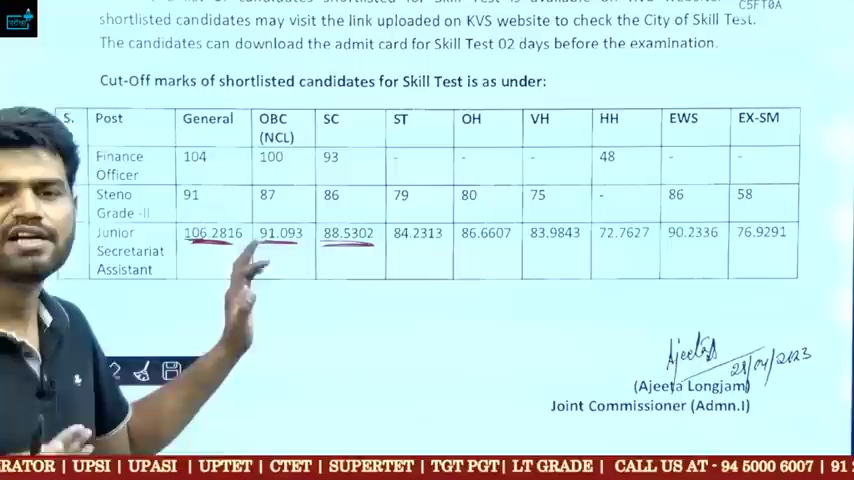 C5FT0A
shortlisted candidates may visit the link uploaded on KVS website to check the City of Skill Test.
The candidates can download the admit card for Skill Test 02 days before the examination.
Cut-Off marks of shortlisted candidates for Skill Test is as under:
S. Post General OBC (NCL) SC ST OH VH HH EWS EX-SM
Finance Officer 104 100 93 - - - 48 - -
Steno Grade -II 91 87 86 79 80 75 - 86 58
Junior Secretariat Assistant 106.2816 91.093 88.5302 84.2313 86.6607 83.9843 72.7627 90.2336 76.9291
(Ajeeta Longjam)
Joint Commissioner (Admn.I)
RATOR | UPSI | UPASI | UPTET | CTET | SUPERTET | TGT PGT | LT GRADE | CALL US AT - 94 5000 6007 | 91 2